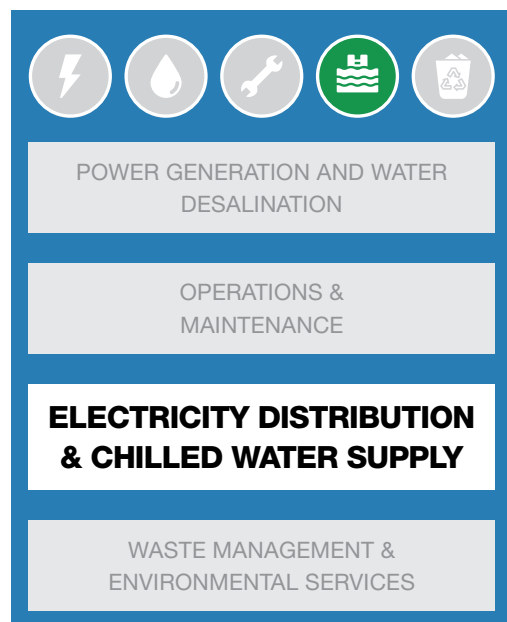 POWER GENERATION AND WATER
DESALINATION
OPERATIONS &
MAINTENANCE
ELECTRICITY DISTRIBUTION
& CHILLED WATER SUPPLY
WASTE MANAGEMENT &
ENVIRONMENTAL SERVICES